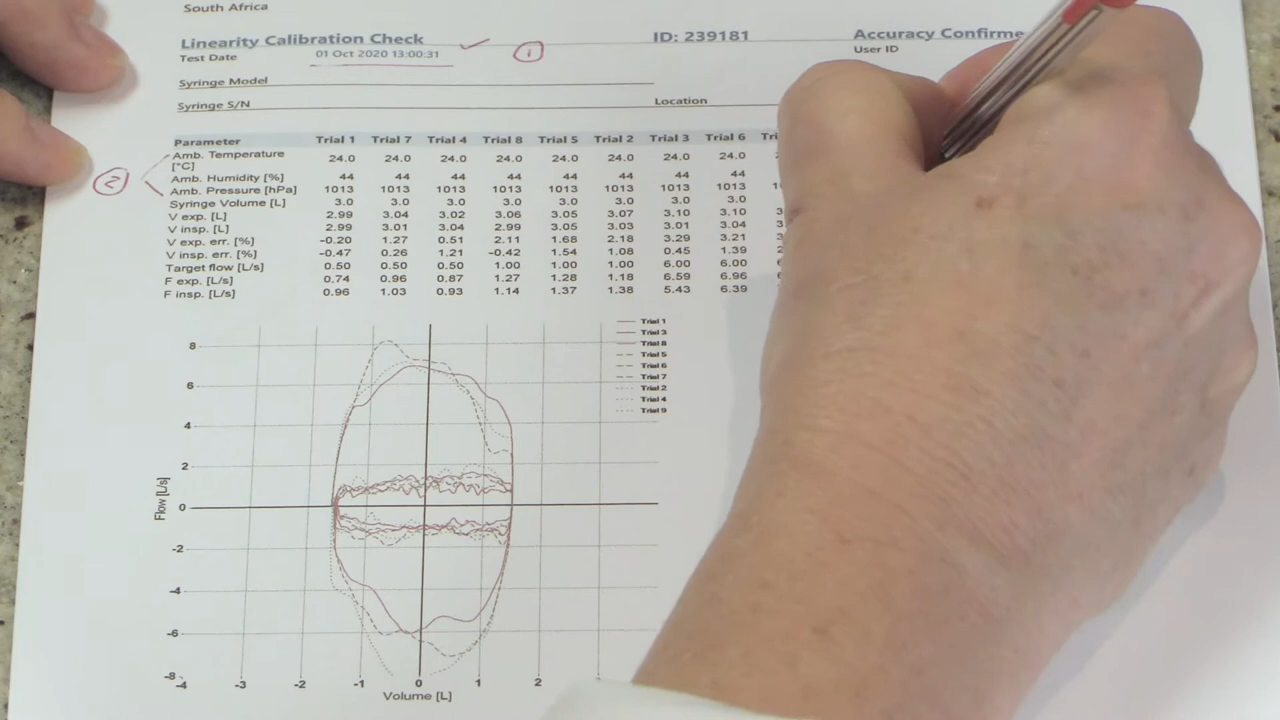 South Africa
Linearity Calibration Check ID: 239181 Accuracy Confirme
Test Date 01 Oct 2020 13:00:31 1 User ID
Syringe Model
Syringe S/N Location
Parameter Trial 1 Trial 7 Trial 4 Trial 8 Trial 5 Trial 2 Trial 3 Trial 6 Tri
Amb. Temperature
[°C] 24.0 24.0 24.0 24.0 24.0 24.0 24.0 24.0
2
Amb. Humidity [%] 44 44 44 44 44 44 44 44
Amb. Pressure [hPa] 1013 1013 1013 1013 1013 1013 1013 1013
Syringe Volume [L] 3.0 3.0 3.0 3.0 3.0 3.0 3.0 3.0
V exp. [L] 2.99 3.04 3.02 3.06 3.05 3.07 3.10 3.10
V insp. [L] 2.99 3.01 3.04 2.99 3.05 3.03 3.01 3.04
V exp. err. [%] -0.20 1.27 0.51 2.11 1.68 2.18 3.29 3.21
V insp. err. [%] -0.47 0.26 1.21 -0.42 1.54 1.08 0.45 1.39
Target flow [L/s] 0.50 0.50 0.50 1.00 1.00 1.00 6.00 6.00
F exp. [L/s] 0.74 0.96 0.87 1.27 1.28 1.18 6.59 6.96
F insp. [L/s] 0.96 1.03 0.93 1.14 1.37 1.38 5.43 6.39
Trial 1
Trial 3
Trial 8
Trial 5
Trial 6
Trial 7
Trial 2
Trial 4
Trial 9
8
6
4
2
0
-2
-4
-6
-8
Flow [L/s]
-4 -3 -2 -1 0 1 2
Volume [L]